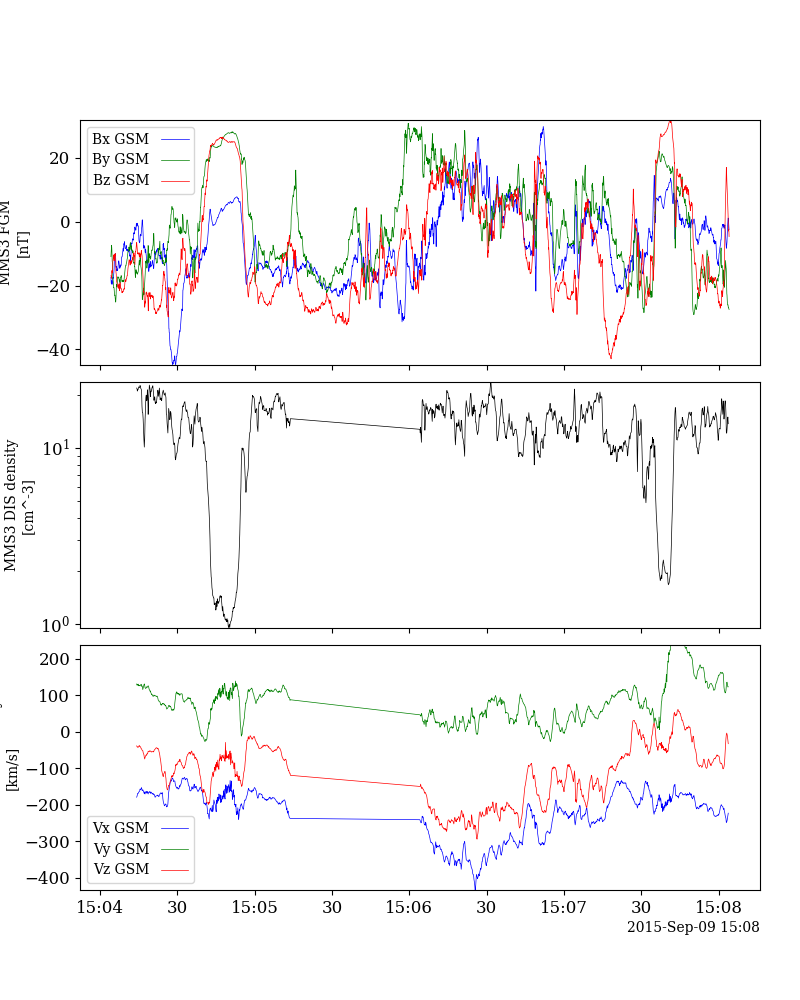 Bx GSM
By GSM
Bz GSM
20
0
−20
−40
MMS3 FGM
[nT]
10^1
10^0
MMS3 DIS density
[cm^-3]
200
100
0
−100
−200
−300
−400
[km/s]
Vx GSM
Vy GSM
Vz GSM
15:04
30
15:05
30
15:06
30
15:07
30
15:08
2015-Sep-09 15:08